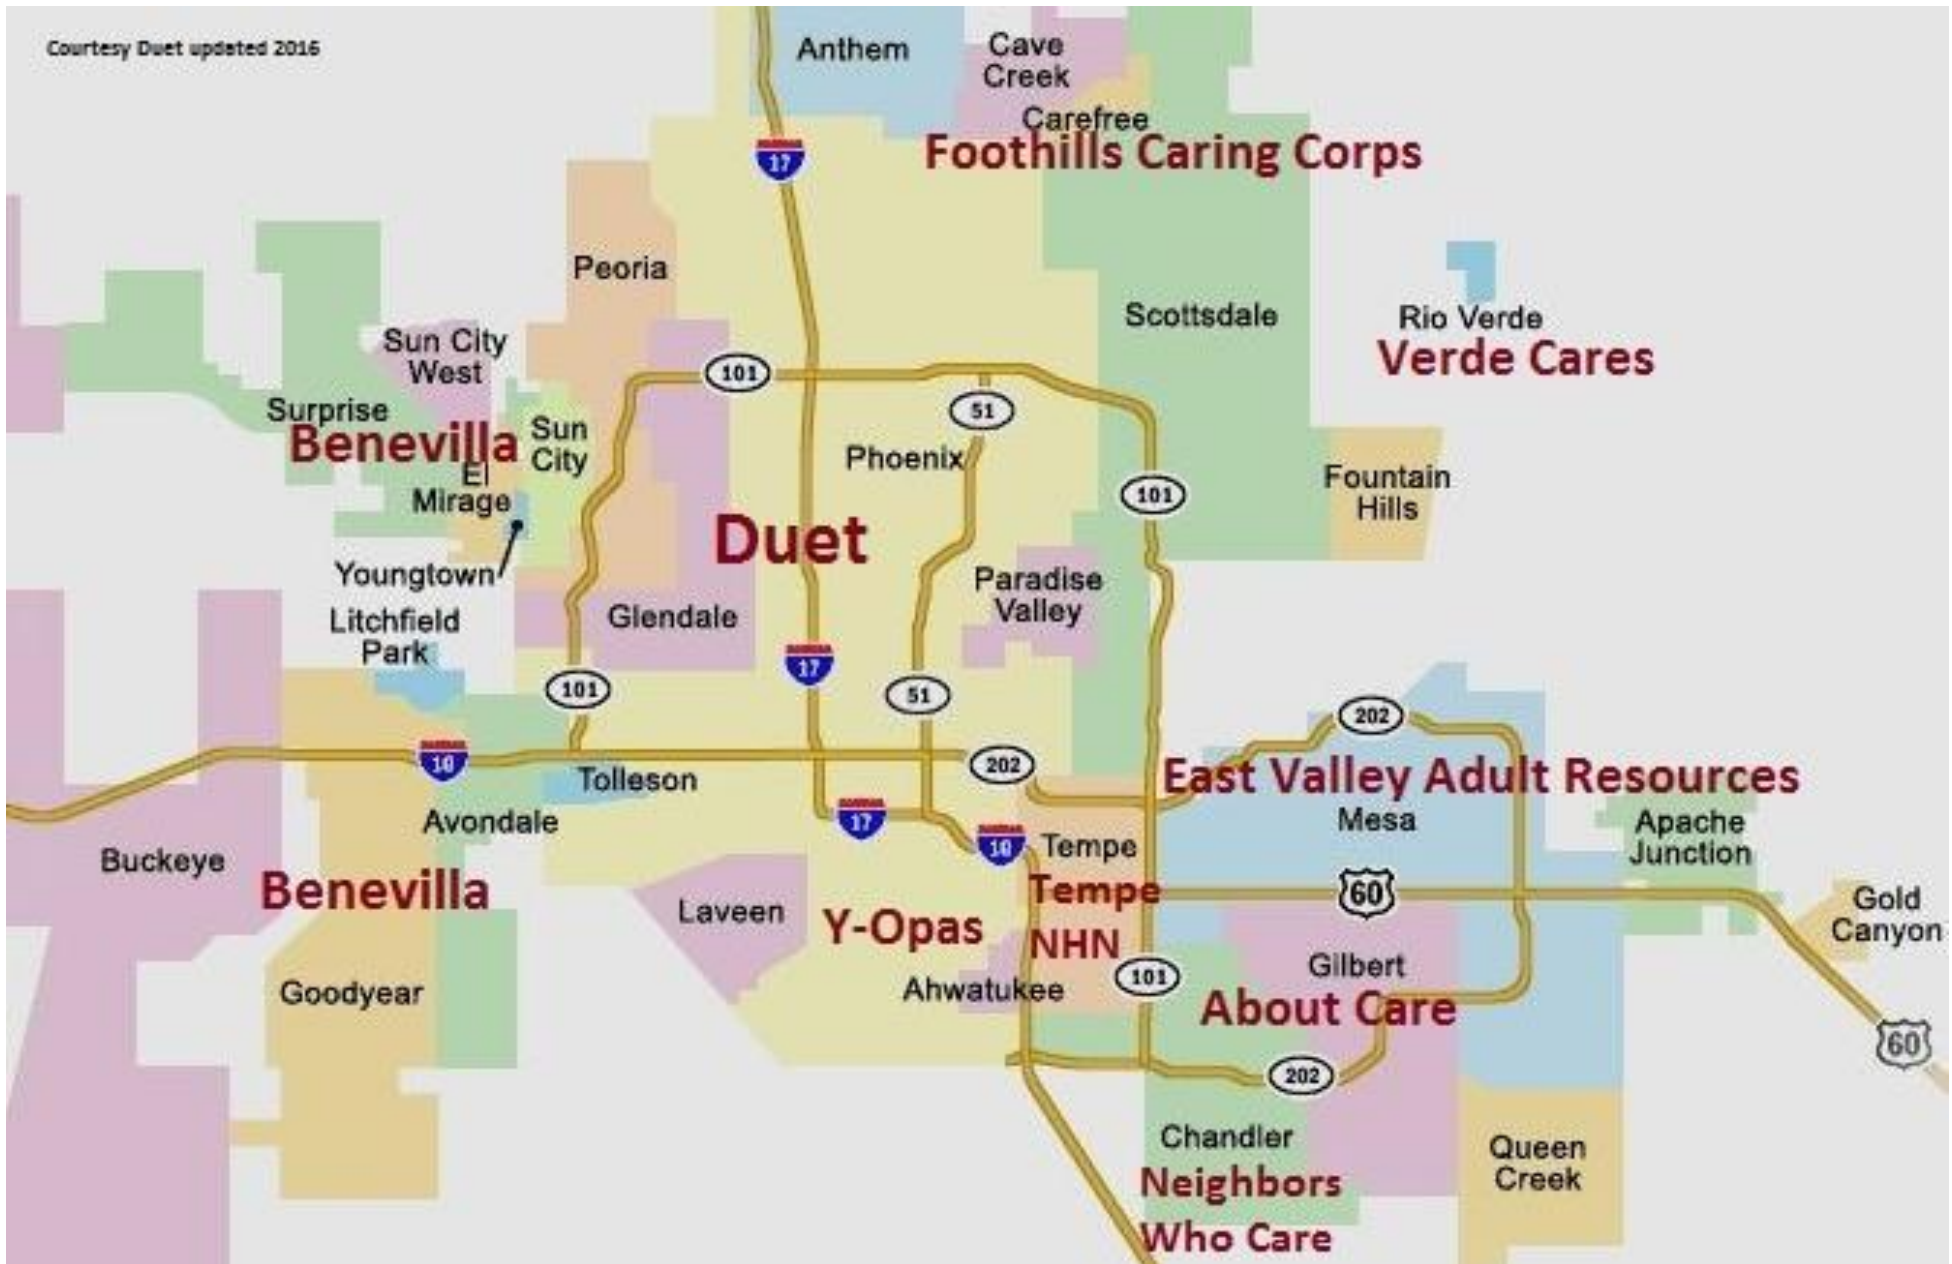 Courtesy Duet updated 2016
Anthem
Cave
Creek
Carefree
Foothills Caring Corps
17
Peoria
Scottsdale
Rio Verde
Verde Cares
Sun City
West
101
51
Surprise
Benevilla
Sun
City
El
Mirage
Phoenix
101
Fountain
Hills
Youngtown
Duet
Paradise
Valley
Litchfield
Park
Glendale
17
101
51
202
10
Tolleson
202
East Valley Adult Resources
Avondale
17
10
Tempe
Mesa
Apache
Junction
Buckeye
Benevilla
Laveen
Y-Opas
Tempe
NHN
60
Gold
Canyon
Goodyear
Ahwatukee
101
Gilbert
About Care
60
202
Chandler
Neighbors
Who Care
Queen
Creek